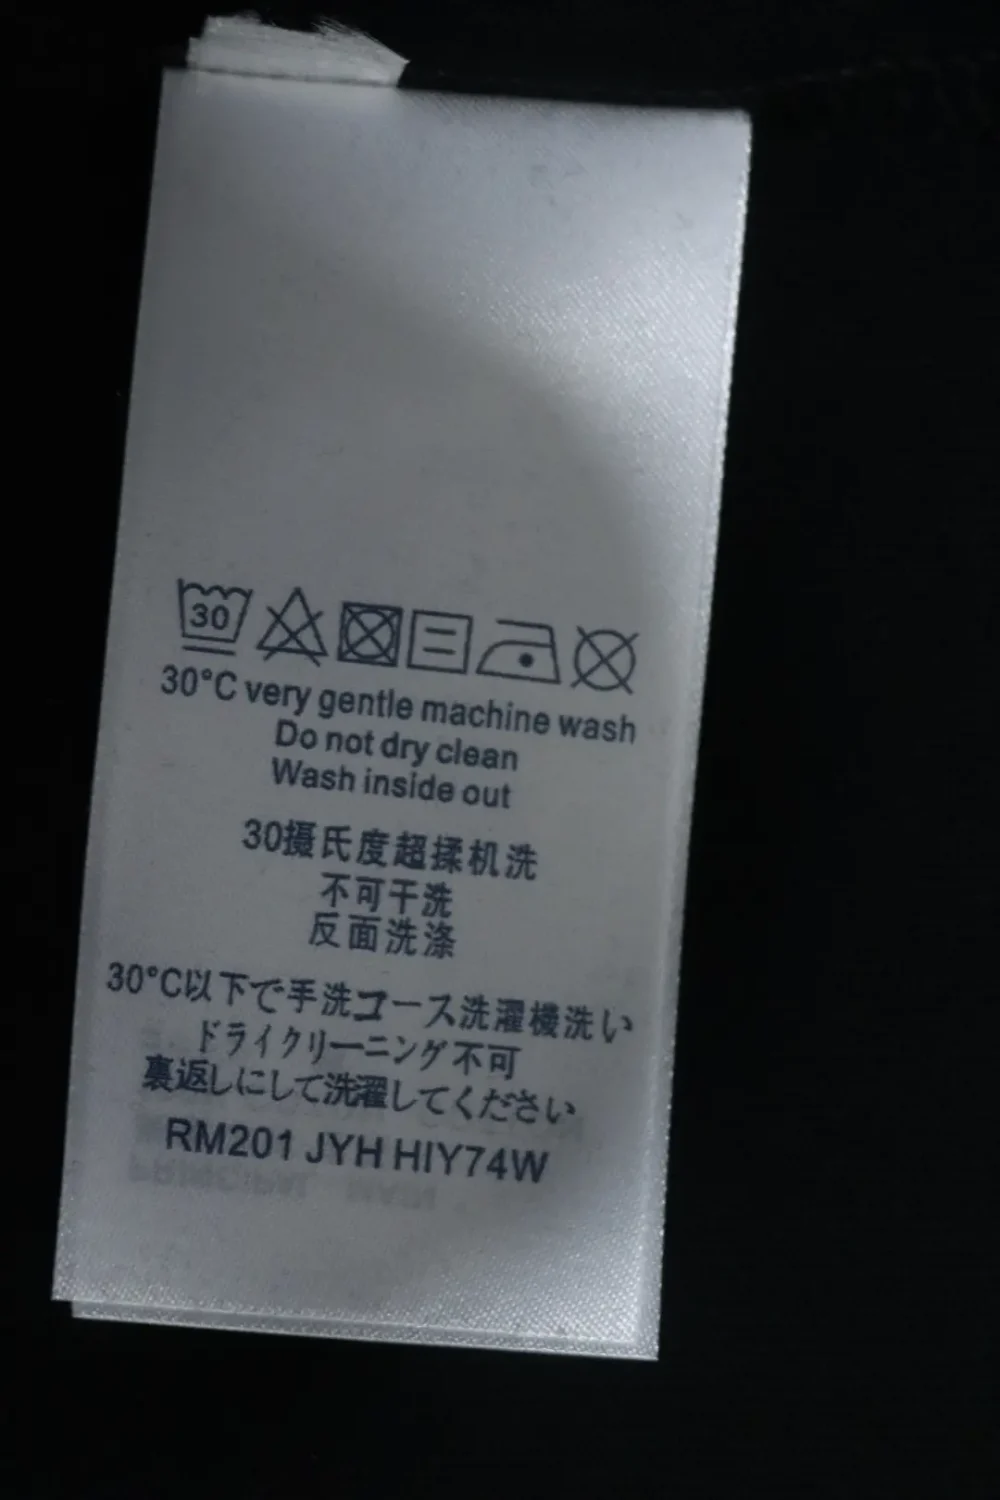 30
30°C very gentle machine wash
Do not dry clean
Wash inside out
30摄氏度超揉机洗
不可干洗
反面洗涤
30°C以下で手洗コース洗濯機洗い
ドライクリーニング不可
裏返しにして洗濯してください
RM201 JYH HIY74W